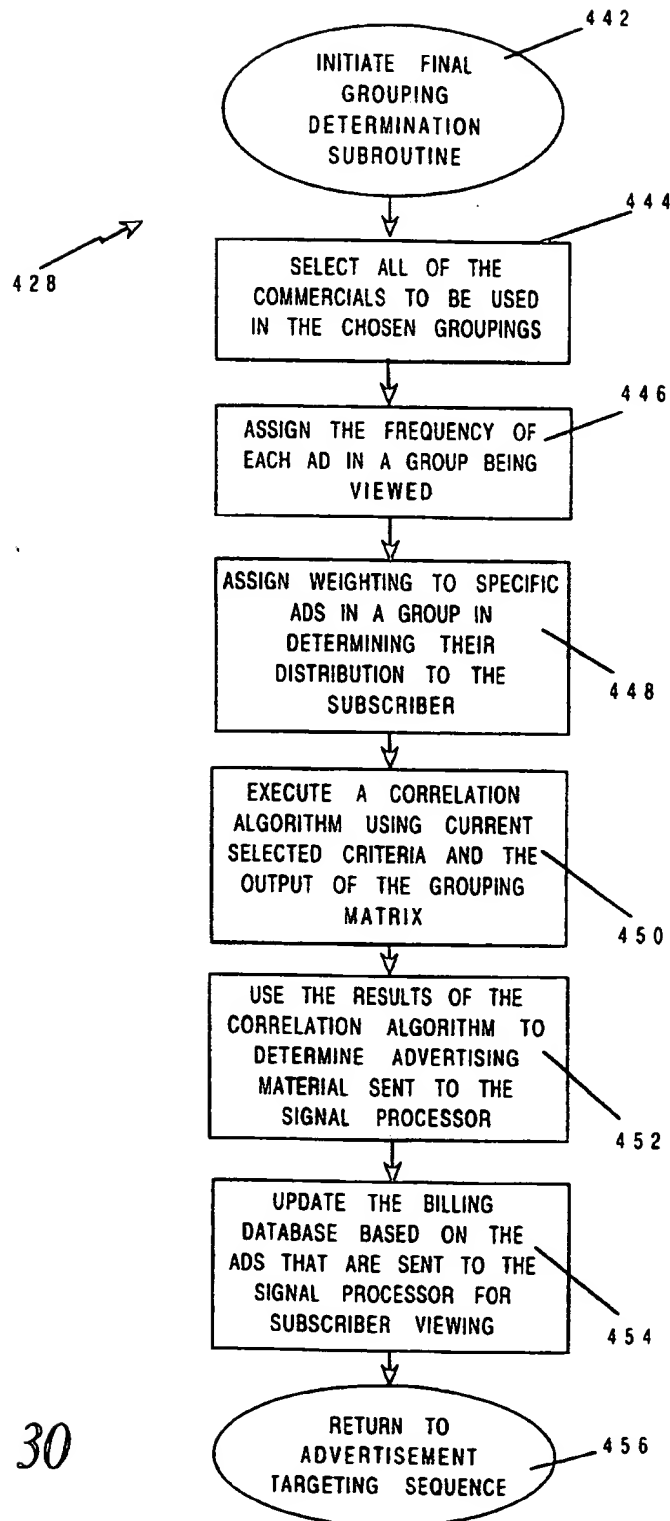 442
INITIATE FINAL
GROUPING
DETERMINATION
SUBROUTINE
428
444
SELECT ALL OF THE
COMMERCIALS TO BE USED
IN THE CHOSEN GROUPINGS
446
ASSIGN THE FREQUENCY OF
EACH AD IN A GROUP BEING
VIEWED
ASSIGN WEIGHTING TO SPECIFIC
ADS IN A GROUP IN
DETERMINING THEIR
DISTRIBUTION TO THE
SUBSCRIBER
448
EXECUTE A CORRELATION
ALGORITHM USING CURRENT
SELECTED CRITERIA AND THE
OUTPUT OF THE GROUPING
MATRIX
450
USE THE RESULTS OF THE
CORRELATION ALGORITHM TO
DETERMINE ADVERTISING
MATERIAL SENT TO THE
SIGNAL PROCESSOR
452
UPDATE THE BILLING
DATABASE BASED ON THE
ADS THAT ARE SENT TO THE
SIGNAL PROCESSOR FOR
SUBSCRIBER VIEWING
454
30
RETURN TO
ADVERTISEMENT
TARGETING SEQUENCE
456